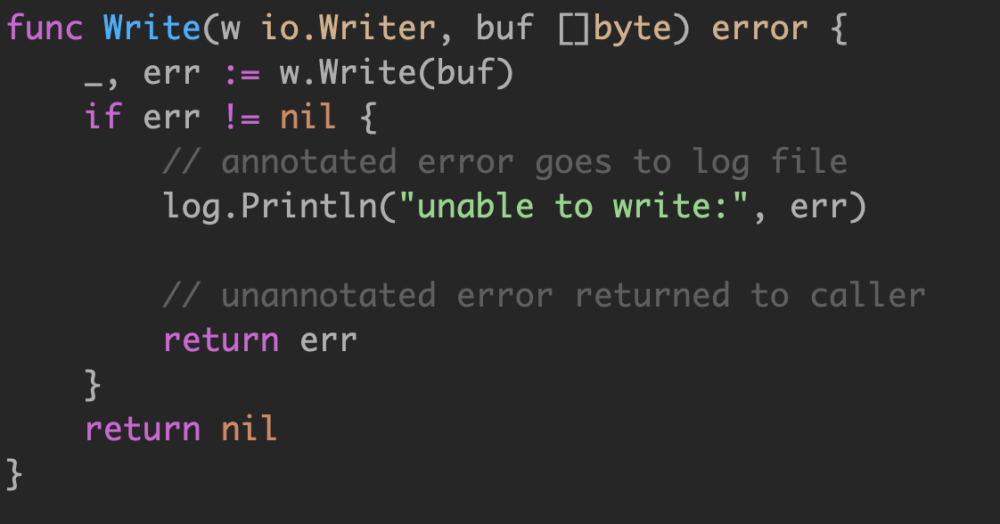 func Write(w io.Writer, buf []byte) error {
    _, err := w.Write(buf)
    if err != nil {
        // annotated error goes to log file
        log.Println("unable to write:", err)

        // unannotated error returned to caller
        return err
    }
    return nil
}